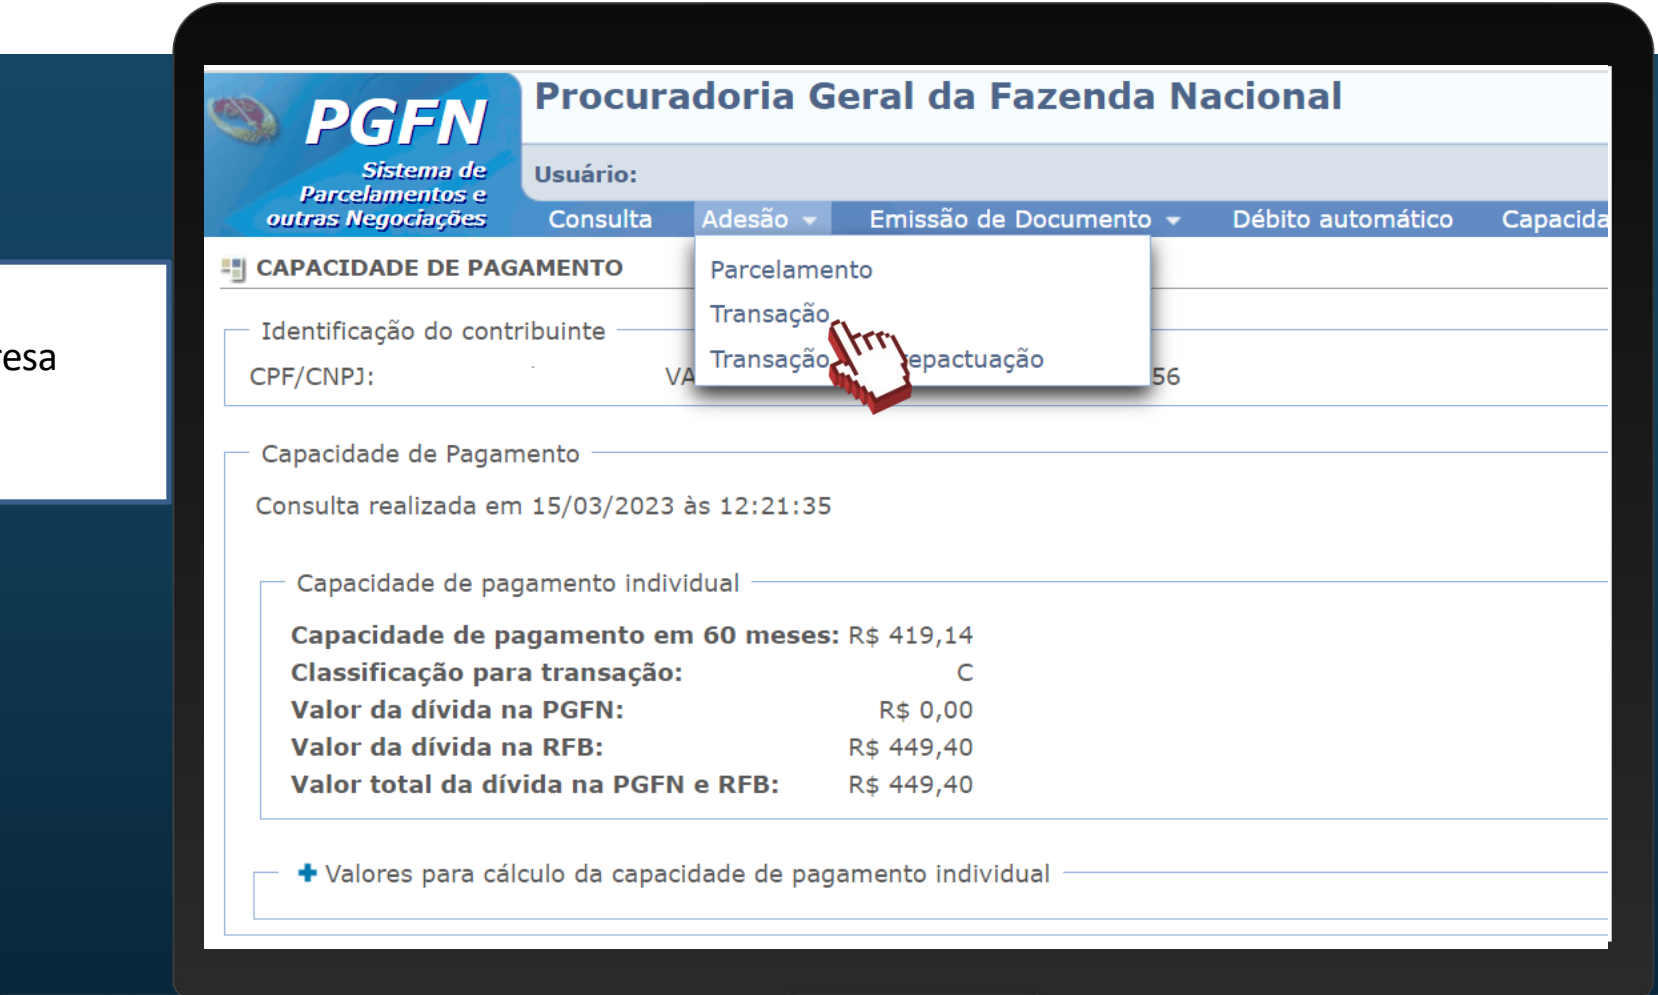 resa
PGFN
Sistema de
Parcelamentos e
outras Negociações
Procuradoria Geral da Fazenda Nacional
Usuário:
Consulta Adesão Emissão de Documento Débito automático Capacida
Parcelamento
Transação
Transação epactuação
CAPACIDADE DE PAGAMENTO
Identificação do contribuinte
CPF/CNPJ: VA 56
Capacidade de Pagamento
Consulta realizada em 15/03/2023 às 12:21:35
Capacidade de pagamento individual
Capacidade de pagamento em 60 meses: R$ 419,14
Classificação para transação: C
Valor da dívida na PGFN: R$ 0,00
Valor da dívida na RFB: R$ 449,40
Valor total da dívida na PGFN e RFB: R$ 449,40
Valores para cálculo da capacidade de pagamento individual